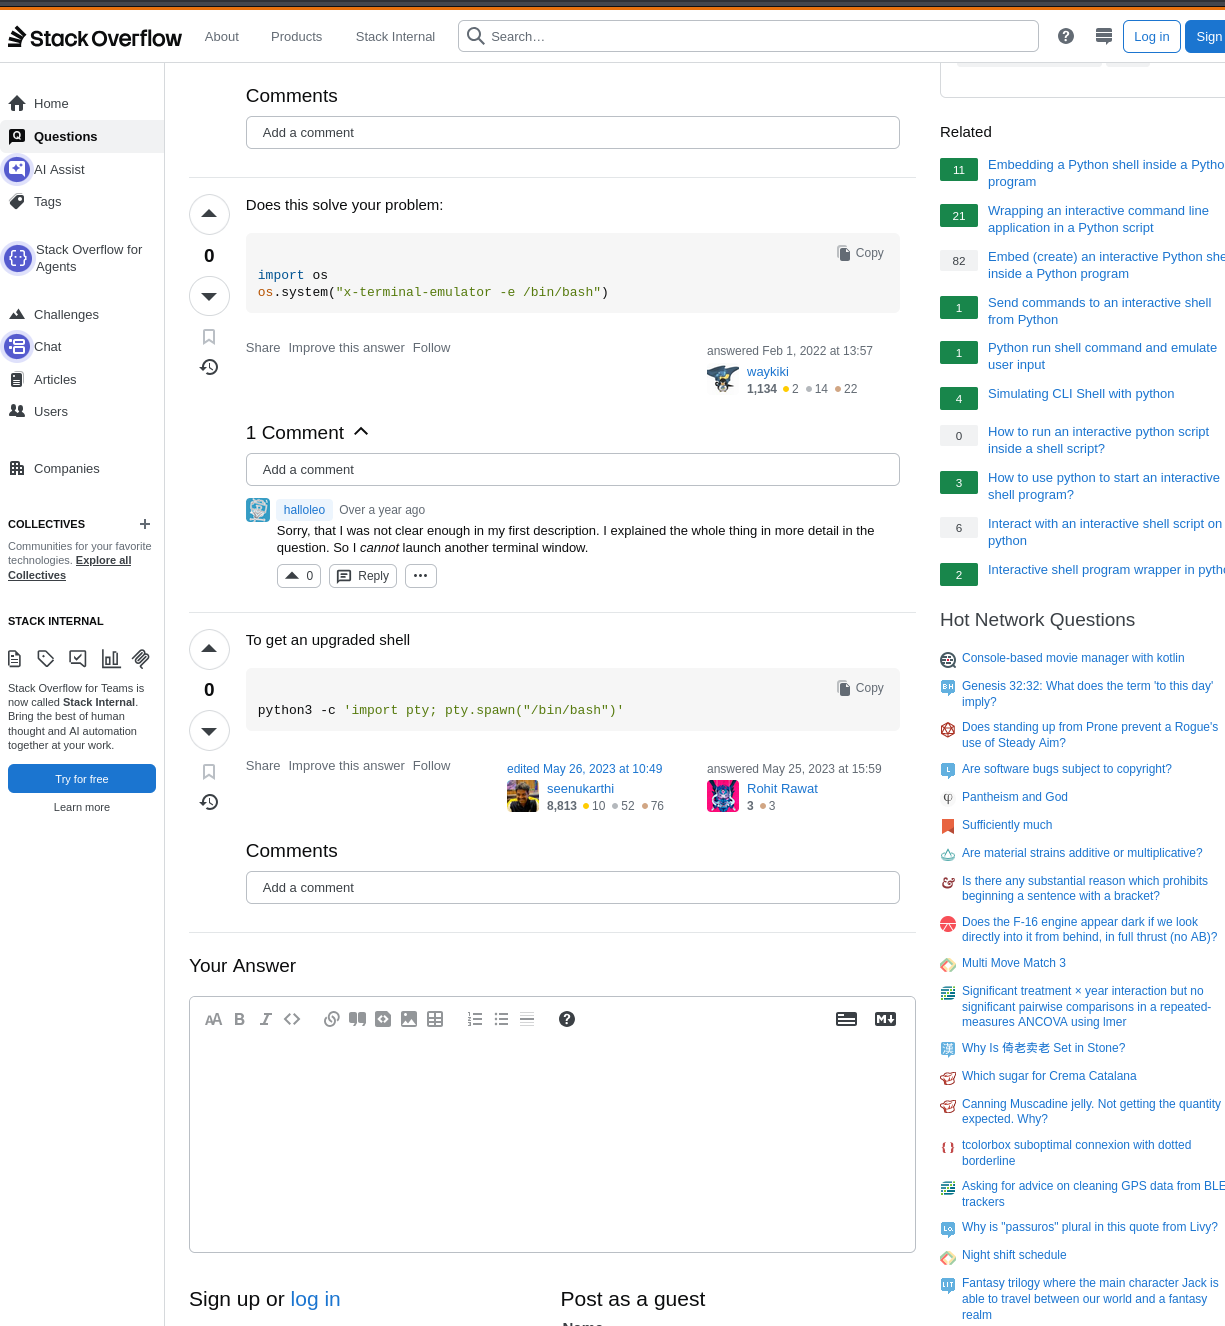 stack overflow
About
Products
Stack Internal
Search…
Log in
Sign
Home
Questions
AI Assist
Tags
Stack Overflow for
Agents
Challenges
Chat
Articles
Users
Companies
COLLECTIVES
Communities for your favorite
technologies. Explore all
Collectives
STACK INTERNAL
Stack Overflow for Teams is
now called Stack Internal.
Bring the best of human
thought and AI automation
together at your work.
Try for free
Learn more
Comments
Add a comment
0
Does this solve your problem:
Copy
import os
os.system("x-terminal-emulator -e /bin/bash")
Share Improve this answer Follow
answered Feb 1, 2022 at 13:57
waykiki
1,134 2 14 22
1 Comment
Add a comment
halloleo Over a year ago
Sorry, that I was not clear enough in my first description. I explained the whole thing in more detail in the
question. So I cannot launch another terminal window.
0
Reply
0
To get an upgraded shell
Copy
python3 -c 'import pty; pty.spawn("/bin/bash")'
Share Improve this answer Follow
edited May 26, 2023 at 10:49
seenukarthi
8,813 10 52 76
answered May 25, 2023 at 15:59
Rohit Rawat
3 3
Comments
Add a comment
Your Answer
AA B I
Sign up or log in
Post as a guest
Related
11 Embedding a Python shell inside a Pytho
program
21 Wrapping an interactive command line
application in a Python script
82 Embed (create) an interactive Python she
inside a Python program
1 Send commands to an interactive shell
from Python
1 Python run shell command and emulate
user input
4 Simulating CLI Shell with python
0 How to run an interactive python script
inside a shell script?
3 How to use python to start an interactive
shell program?
6 Interact with an interactive shell script on
python
2 Interactive shell program wrapper in pyth
Hot Network Questions
Console-based movie manager with kotlin
Genesis 32:32: What does the term 'to this day'
imply?
Does standing up from Prone prevent a Rogue's
use of Steady Aim?
Are software bugs subject to copyright?
Pantheism and God
Sufficiently much
Are material strains additive or multiplicative?
Is there any substantial reason which prohibits
beginning a sentence with a bracket?
Does the F-16 engine appear dark if we look
directly into it from behind, in full thrust (no AB)?
Multi Move Match 3
Significant treatment × year interaction but no
significant pairwise comparisons in a repeated-
measures ANCOVA using lmer
Why Is 倚老卖老 Set in Stone?
Which sugar for Crema Catalana
Canning Muscadine jelly. Not getting the quantity
expected. Why?
tcolorbox suboptimal connexion with dotted
borderline
Asking for advice on cleaning GPS data from BLE
trackers
Why is "passuros" plural in this quote from Livy?
Night shift schedule
Fantasy trilogy where the main character Jack is
able to travel between our world and a fantasy
realm